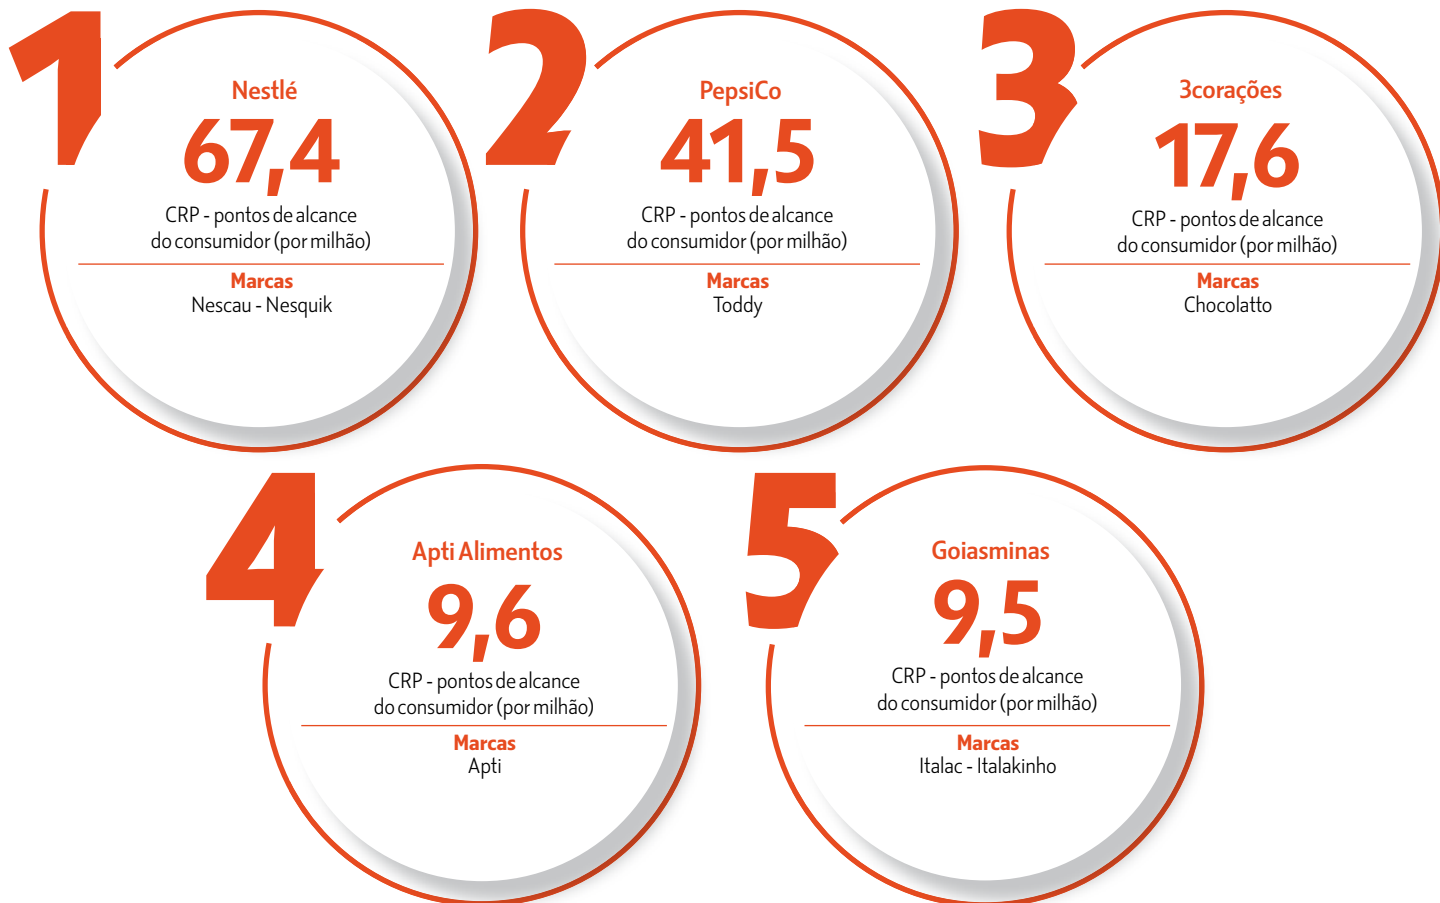 1
Nestlé
67,4
CRP - pontos de alcance
do consumidor (por milhão)
Marcas
Nescau - Nesquik
2
PepsiCo
41,5
CRP - pontos de alcance
do consumidor (por milhão)
Marcas
Toddy
3
3corações
17,6
CRP - pontos de alcance
do consumidor (por milhão)
Marcas
Chocolatto
4
Apti Alimentos
9,6
CRP - pontos de alcance
do consumidor (por milhão)
Marcas
Apti
5
Goiasminas
9,5
CRP - pontos de alcance
do consumidor (por milhão)
Marcas
Italac - Italakinho